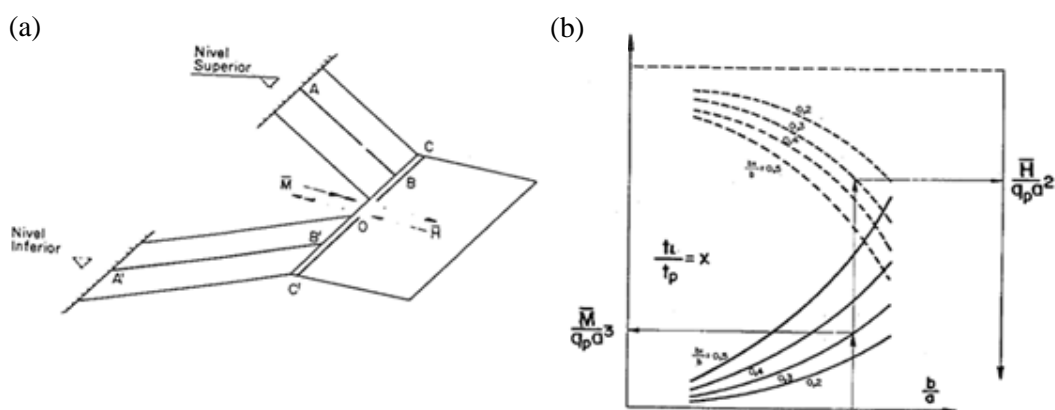 (a)
Nivel
Superior
A
C
B
M̅
O
H̅
Nivel
Inferior
B'
A'
C'
(b)
0,2
0,3
0,4
= 0,5
H̅
q_p a²
t_L
t_p
= X
M̅
q_p a³
= 0,5
0,4
0,3
0,2
b
a